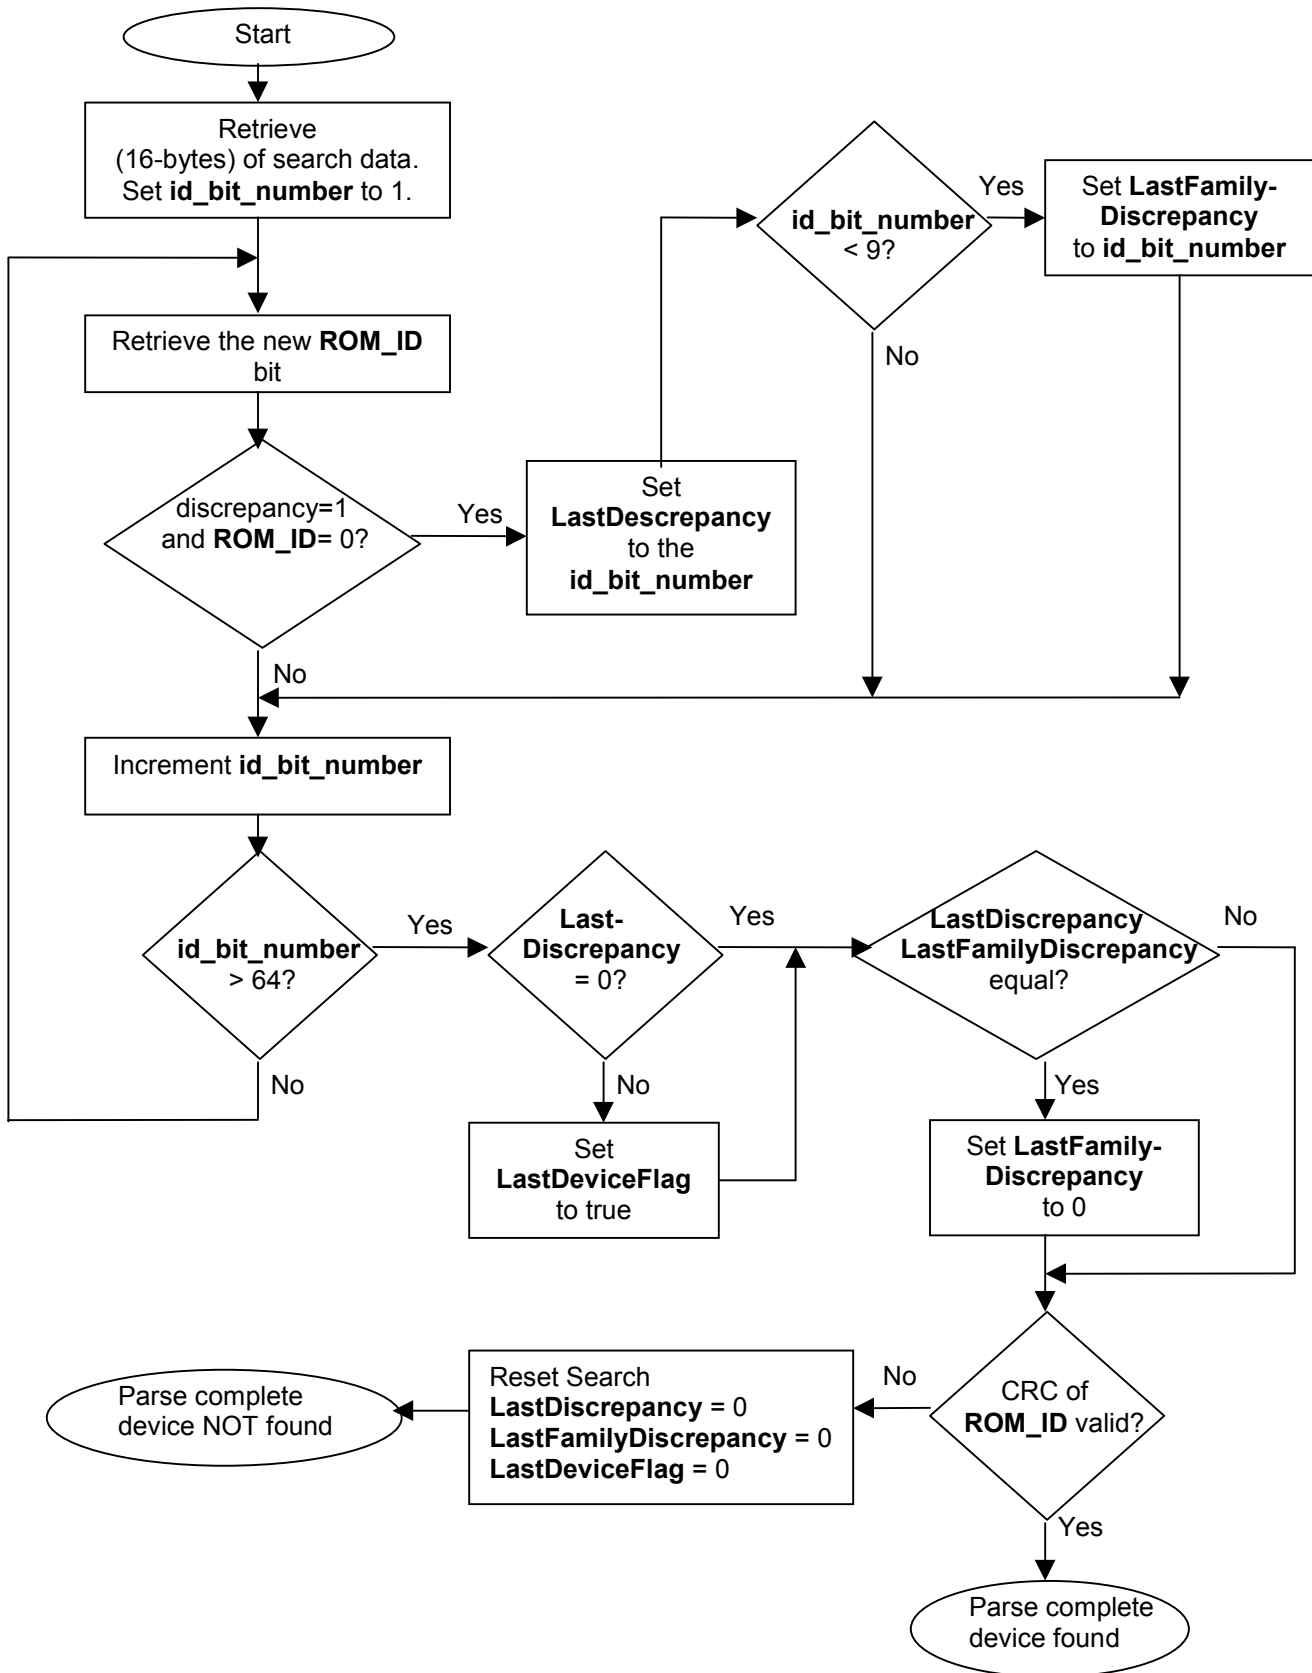 Start
Retrieve
(16-bytes) of search data.
Set id_bit_number to 1.
id_bit_number
< 9?
Yes
No
Set LastFamily-
Discrepancy
to id_bit_number
Retrieve the new ROM_ID
bit
discrepancy=1
and ROM_ID= 0?
Yes
No
Set
LastDescrepancy
to the
id_bit_number
Increment id_bit_number
id_bit_number
> 64?
Yes
No
Last-
Discrepancy
= 0?
Yes
No
LastDiscrepancy
LastFamilyDiscrepancy
equal?
No
Yes
Set
LastDeviceFlag
to true
Set LastFamily-
Discrepancy
to 0
CRC of
ROM_ID valid?
No
Yes
Reset Search
LastDiscrepancy = 0
LastFamilyDiscrepancy = 0
LastDeviceFlag = 0
Parse complete
device NOT found
Parse complete
device found